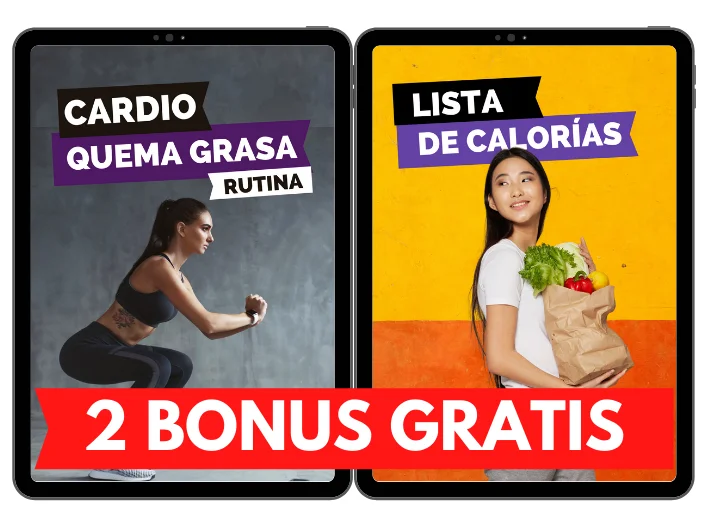 CARDIO
QUEMA GRASA
RUTINA
LISTA
DE CALORÍAS
2 BONUS GRATIS